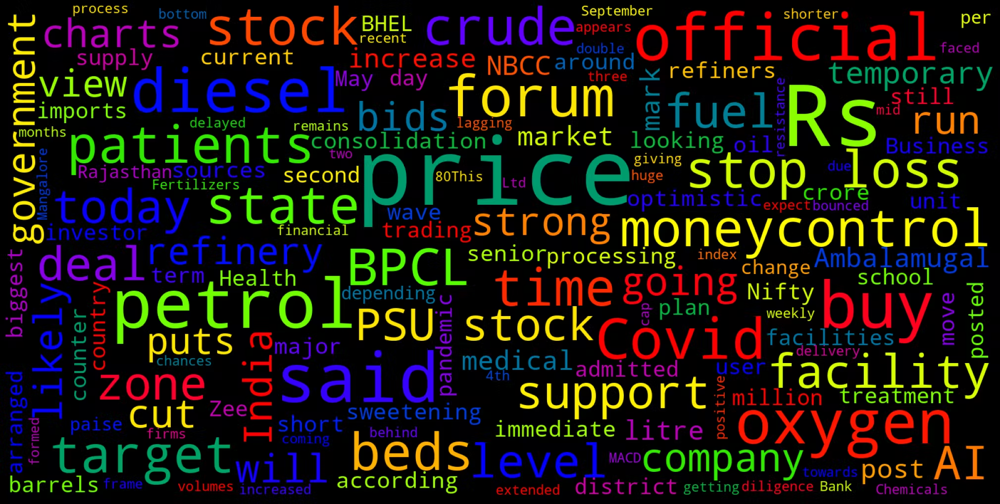 process
bottom
stock
BHEL
recent
crude
September
appears
official
shorter
per
government
charts
supply
current
increase
NBCC
double
around
faced
view
diesel
May
day
forum
three
mark
refiners
temporary
imports
delayed
remains
bids
lagging
fuel
resistance
Rs
still
mid
run
months
patients
consolidation
market
looking
oil
Business
Mangalore
two
price
giving
stop loss
due
Rajasthan
sources
second
80This
Ltd
huge
Fertilizers
crore
today
state
wave
optimistic
expect
bounced
unit
investor
financial
trading
strong
moneycontrol
biggest
deal
refinery
BPCL
senior
processing
index
Ambalamugal
term
Health
time
going
change
school
likely
country
petrol
depending
pandemic
cap
plan
Nifty
weekly
buy
move
posted
counter
puts
PSU
stock
Covid
facilities
chances
India
major
said
medical
4th
admitted
delivery
user
facility
arranged
zone
support
positive
million
treatment
cut
Zee
sweetening
paise
short
immediate
litre
oxygen
formed
firms
coming
behind
target
will
beds
level
MACD
company
towards
post
AI
barrels
frame
volumes
increased
according
extended
district
getting
diligence
Bank
Chemicals